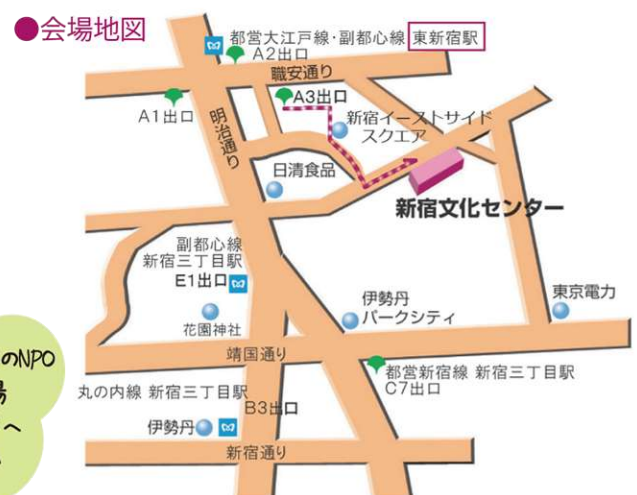 ●会場地図
都営大江戸線・副都心線 東新宿駅
A2出口
職安通り
A1出口
A3出口
明治通り
新宿イーストサイド
スクエア
日清食品
新宿文化センター
副都心線
新宿三丁目駅
E1出口
花園神社
伊勢丹
パークシティ
東京電力
靖国通り
都営新宿線 新宿三丁目駅
C7出口
丸の内線 新宿三丁目駅
B3出口
伊勢丹
新宿通り
のNPO
へ